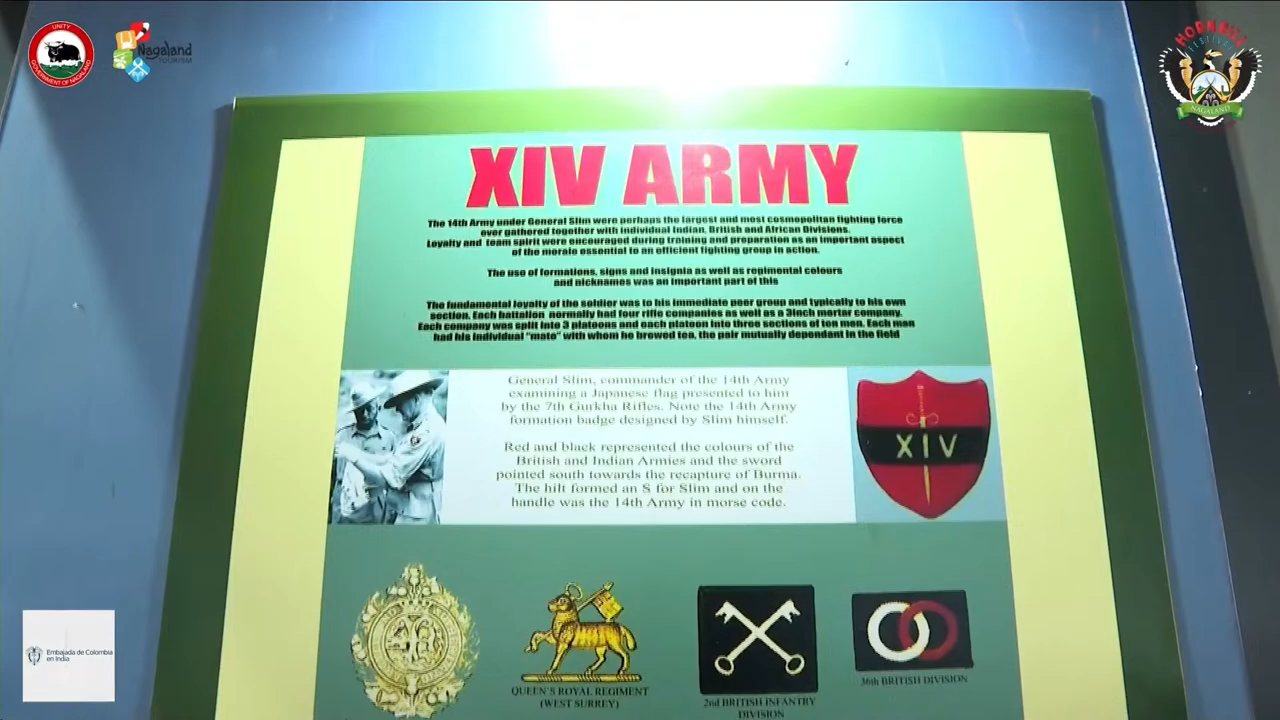 UNITY
GOVERNMENT OF NAGALAND
Nagaland
TOURISM
HORNBILL
FESTIVAL
NAGALAND
XIV ARMY
The 14th Army under General Slim were perhaps the largest and most cosmopolitan fighting force
ever gathered together with individual Indian, British and African Divisions.
Loyalty and team spirit were encouraged during training and preparation as an important aspect
of the morale essential to an efficient fighting group in action.
The use of formations, signs and insignia as well as regimental colours
and nicknames was an important part of this
The fundamental loyalty of the soldier was to his immediate peer group and typically to his own
section. Each battalion normally had four rifle companies as well as a 3inch mortar company.
Each company was split into 3 platoons and each platoon into three sections of ten men. Each man
had his individual "mate" with whom he brewed tea, the pair mutually dependant in the field
General Slim, commander of the 14th Army
examining a Japanese flag presented to him
by the 7th Gurkha Rifles. Note the 14th Army
formation badge designed by Slim himself.
Red and black represented the colours of the
British and Indian Armies and the sword
pointed south towards the recapture of Burma.
The hilt formed an S for Slim and on the
handle was the 14th Army in morse code.
XIV
QUEEN'S ROYAL REGIMENT
(WEST SURREY)
2nd BRITISH INFANTRY
DIVISION
36th BRITISH DIVISION
Embajada de Colombia
en India